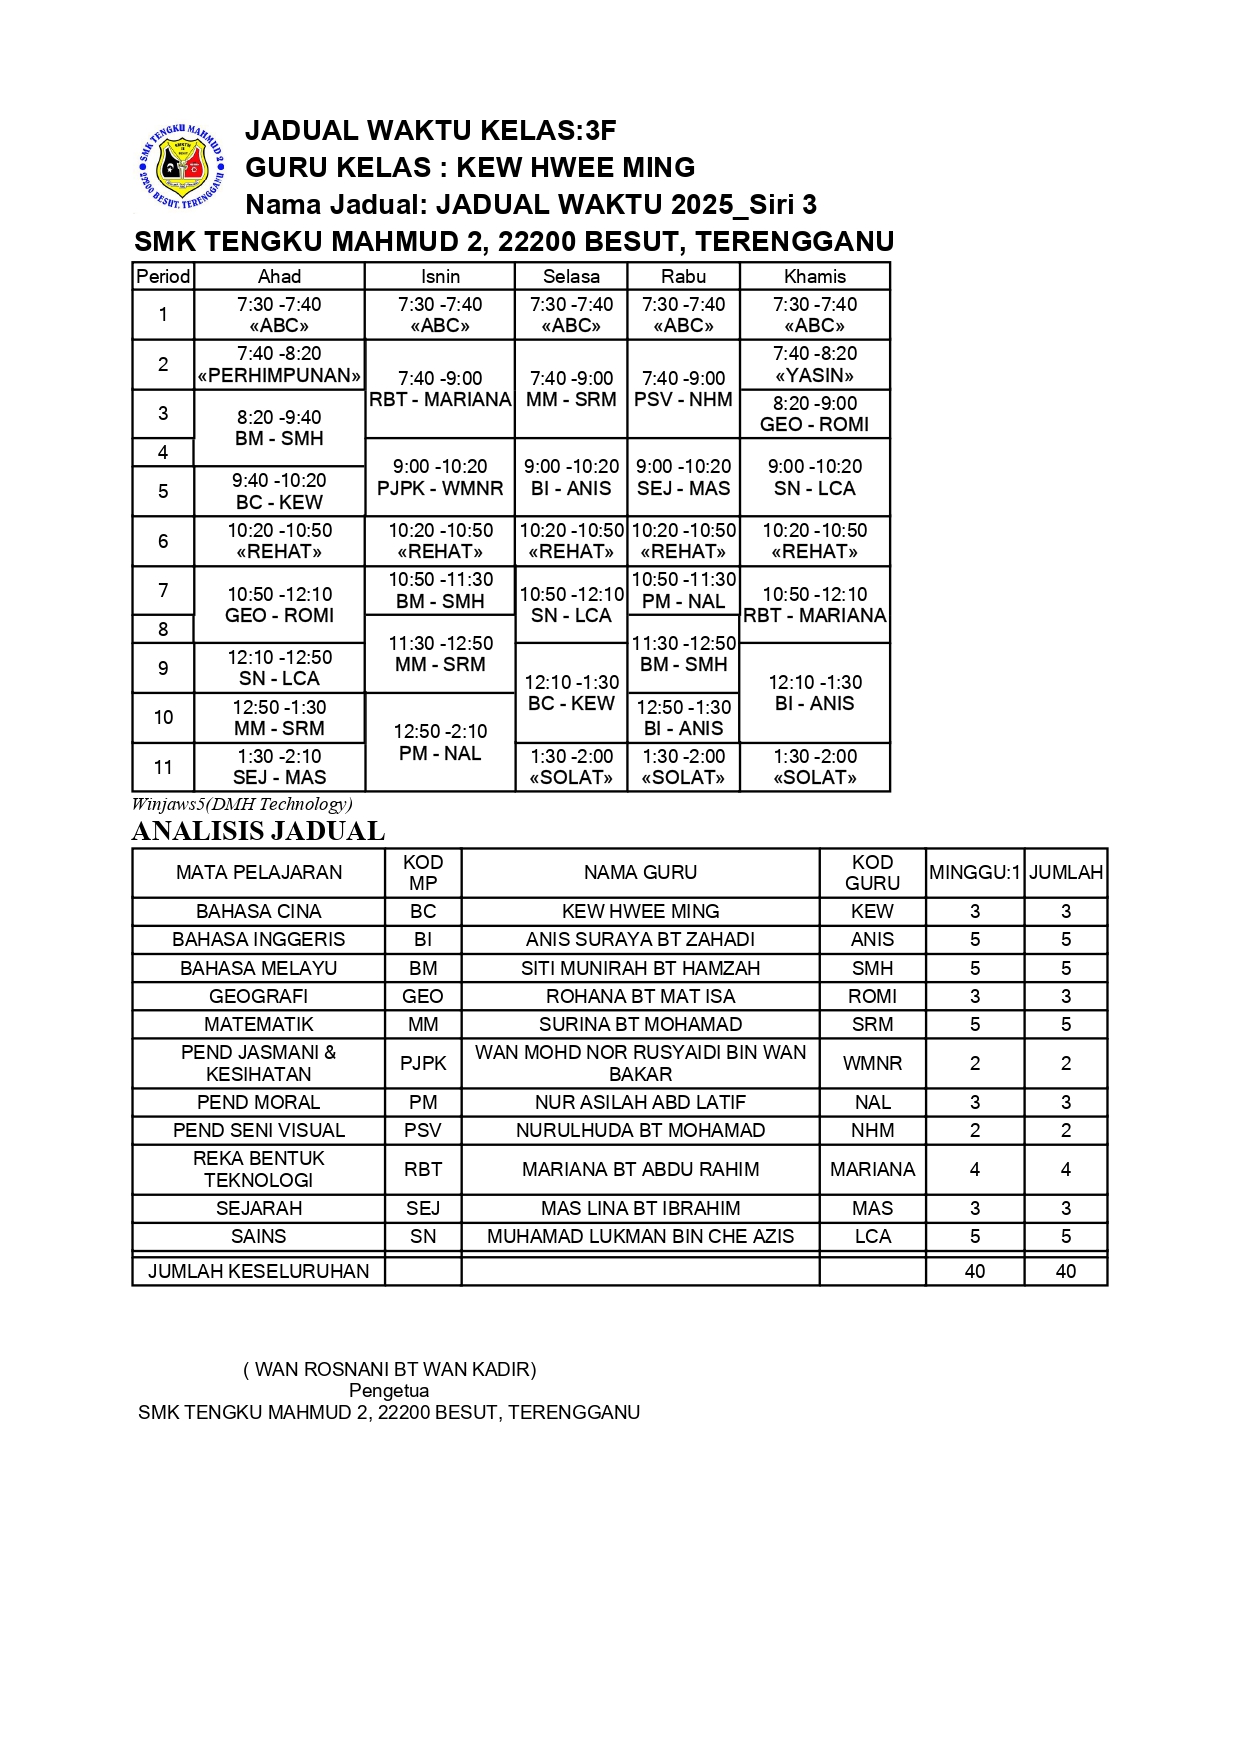 SMK TENGKU MAHMUD 2
22200 BESUT, TERENGGANU
JADUAL WAKTU KELAS:3F
GURU KELAS : KEW HWEE MING
Nama Jadual: JADUAL WAKTU 2025_Siri 3
SMK TENGKU MAHMUD 2, 22200 BESUT, TERENGGANU
Period Ahad Isnin Selasa Rabu Khamis
1
7:30 -7:40 7:30 -7:40 7:30 -7:40 7:30 -7:40 7:30 -7:40
«ABC» «ABC» «ABC» «ABC» «ABC»
2
7:40 -8:20
«PERHIMPUNAN»
7:40 -9:00
RBT - MARIANA
7:40 -9:00
MM - SRM
7:40 -9:00
PSV - NHM
7:40 -8:20
«YASIN»
3
8:20 -9:40
BM - SMH
8:20 -9:00
GEO - ROMI
4
9:00 -10:20
PJPK - WMNR
9:00 -10:20
BI - ANIS
9:00 -10:20
SEJ - MAS
9:00 -10:20
SN - LCA
5
9:40 -10:20
BC - KEW
6
10:20 -10:50 10:20 -10:50 10:20 -10:50 10:20 -10:50 10:20 -10:50
«REHAT» «REHAT» «REHAT» «REHAT» «REHAT»
7
10:50 -12:10
GEO - ROMI
10:50 -11:30
BM - SMH
10:50 -12:10
SN - LCA
10:50 -11:30
PM - NAL
10:50 -12:10
RBT - MARIANA
8
11:30 -12:50
MM - SRM
11:30 -12:50
BM - SMH
9
12:10 -12:50
SN - LCA
12:10 -1:30
BC - KEW
12:10 -1:30
BI - ANIS
10
12:50 -1:30
MM - SRM
12:50 -2:10
PM - NAL
12:50 -1:30
BI - ANIS
11
1:30 -2:10
SEJ - MAS
1:30 -2:00
«SOLAT»
1:30 -2:00
«SOLAT»
1:30 -2:00
«SOLAT»
Winjaws5(DMH Technology)
ANALISIS JADUAL
MATA PELAJARAN KOD MP NAMA GURU KOD GURU MINGGU:1 JUMLAH
BAHASA CINA BC KEW HWEE MING KEW 3 3
BAHASA INGGERIS BI ANIS SURAYA BT ZAHADI ANIS 5 5
BAHASA MELAYU BM SITI MUNIRAH BT HAMZAH SMH 5 5
GEOGRAFI GEO ROHANA BT MAT ISA ROMI 3 3
MATEMATIK MM SURINA BT MOHAMAD SRM 5 5
PEND JASMANI & KESIHATAN PJPK WAN MOHD NOR RUSYAIDI BIN WAN BAKAR WMNR 2 2
PEND MORAL PM NUR ASILAH ABD LATIF NAL 3 3
PEND SENI VISUAL PSV NURULHUDA BT MOHAMAD NHM 2 2
REKA BENTUK TEKNOLOGI RBT MARIANA BT ABDU RAHIM MARIANA 4 4
SEJARAH SEJ MAS LINA BT IBRAHIM MAS 3 3
SAINS SN MUHAMAD LUKMAN BIN CHE AZIS LCA 5 5
JUMLAH KESELURUHAN 40 40
( WAN ROSNANI BT WAN KADIR)
Pengetua
SMK TENGKU MAHMUD 2, 22200 BESUT, TERENGGANU